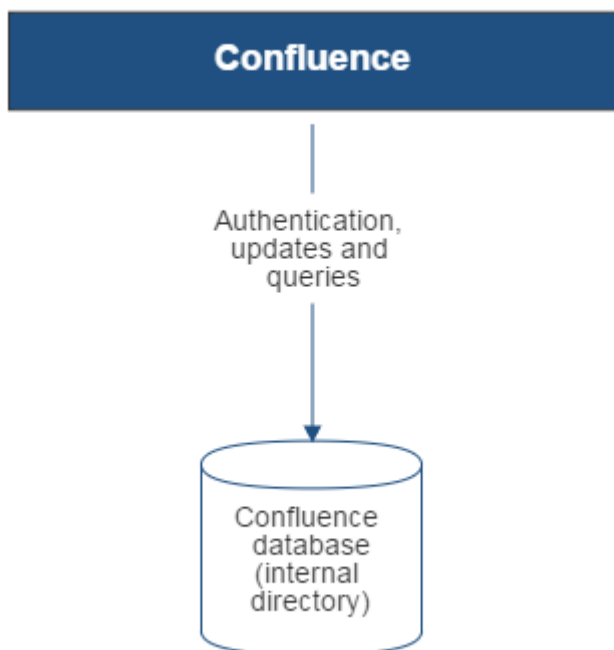 Confluence
Authentication,
updates and
queries
Confluence
database
(internal
directory)